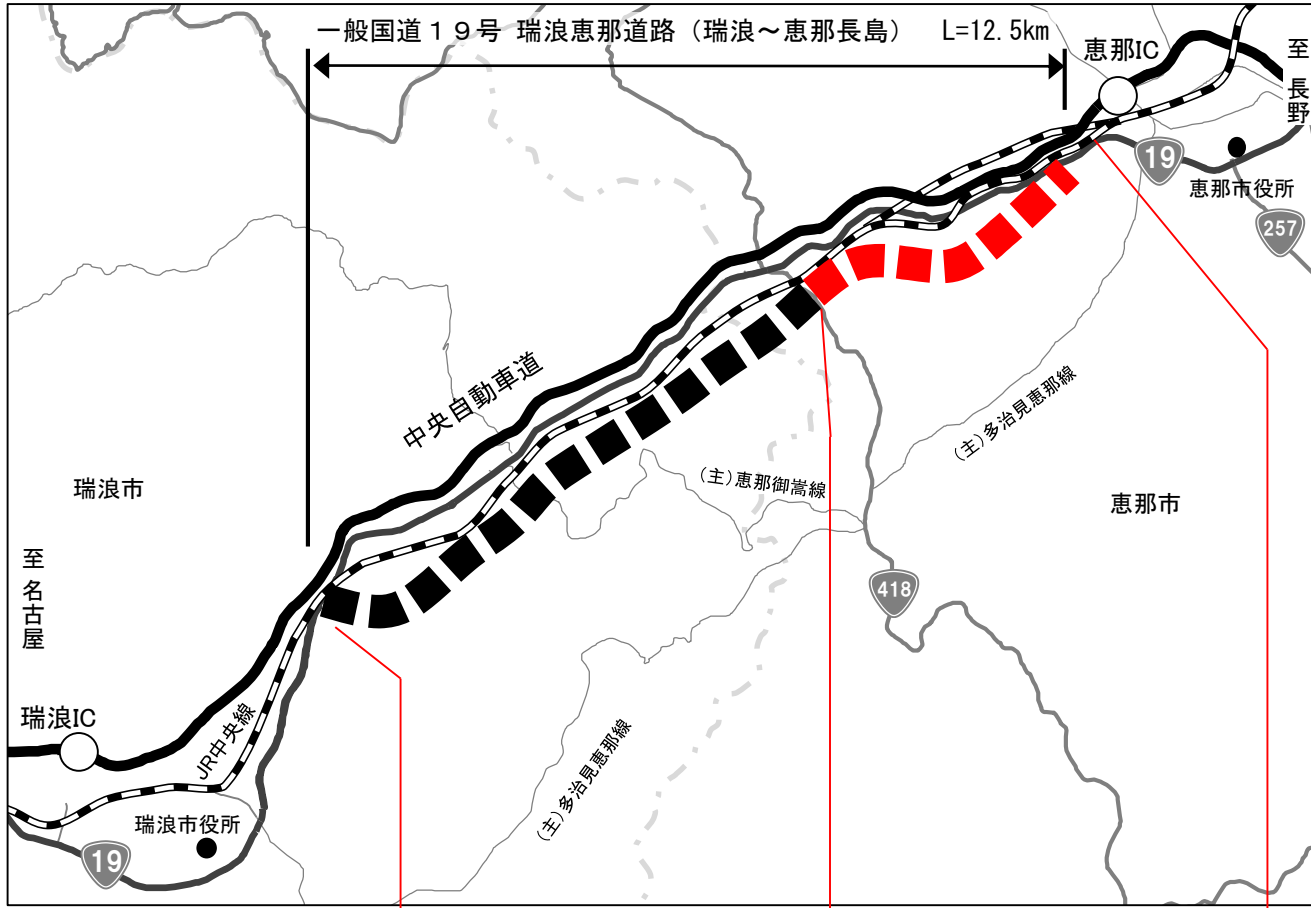 一般国道19号 瑞浪恵那道路（瑞浪～恵那長島） L=12.5km
恵那IC
至 長野
19
恵那市役所
257
中央自動車道
(主)多治見恵那線
瑞浪市
(主)恵那御嵩線
恵那市
至 名古屋
418
瑞浪IC
JR中央線
(主)多治見恵那線
瑞浪市役所
19